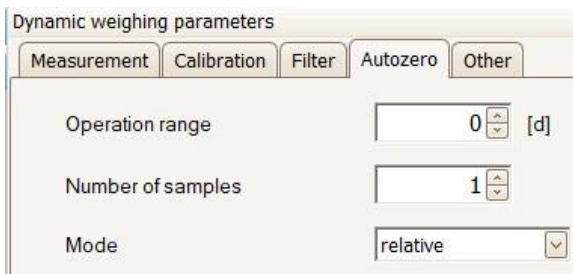 Dynamic weighing parameters
Measurement Calibration Filter Autozero Other
Operation range 0 [d]
Number of samples 1
Mode relative